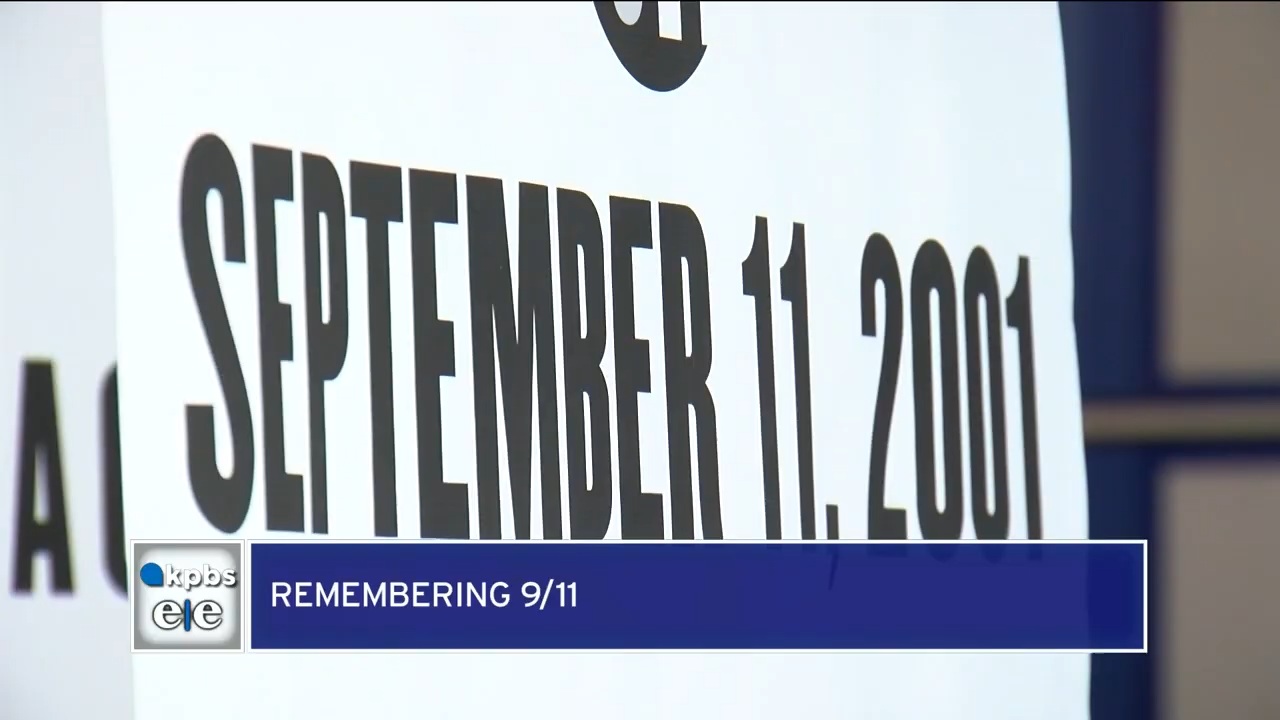 SEPTEMBER 11, 2001
A
kpbs
e|e
REMEMBERING 9/11